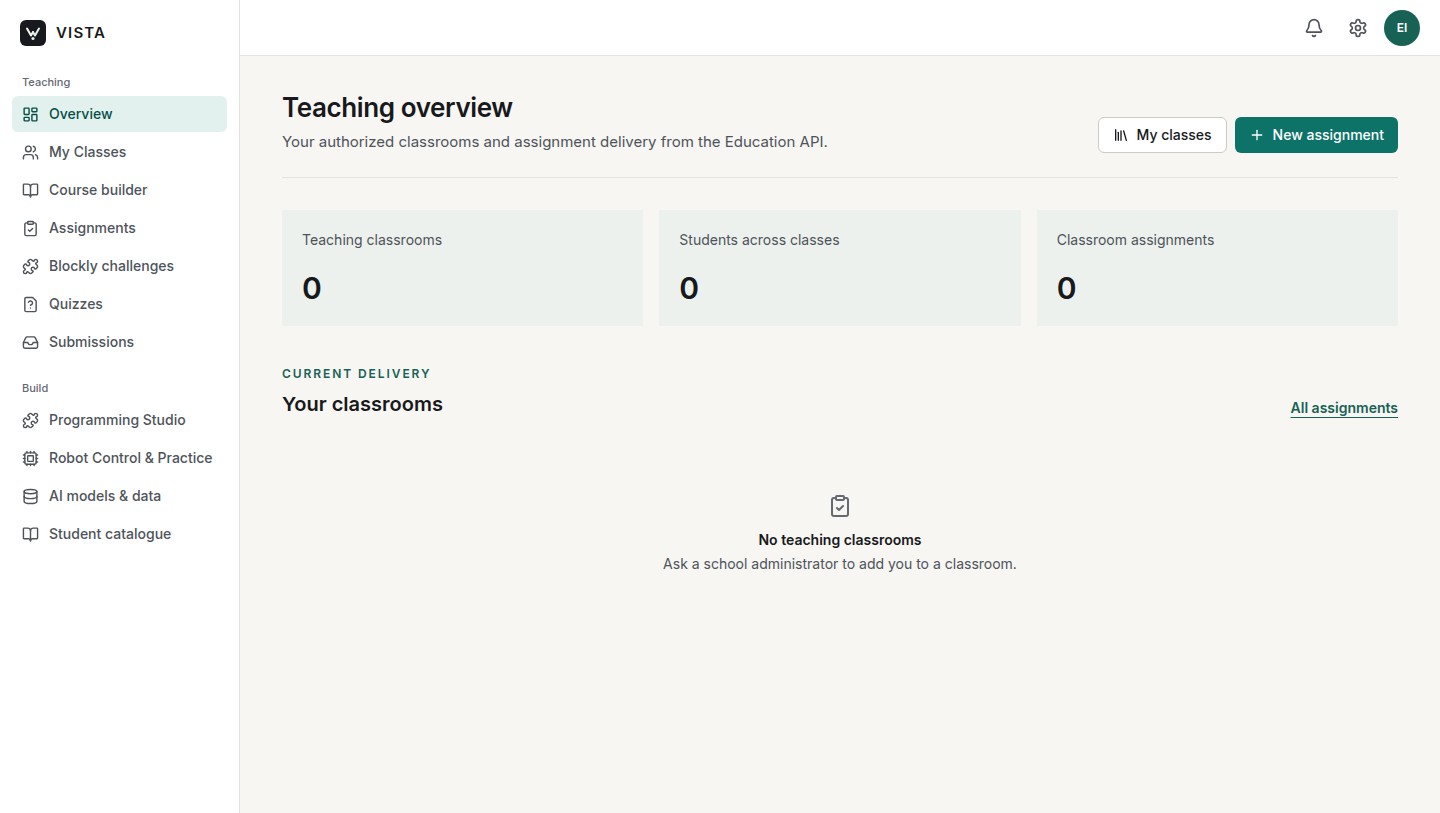 VISTA
EI
Teaching
Overview
My Classes
Course builder
Assignments
Blockly challenges
Quizzes
Submissions
Build
Programming Studio
Robot Control & Practice
AI models & data
Student catalogue
Teaching overview
Your authorized classrooms and assignment delivery from the Education API.
My classes
New assignment
Teaching classrooms
0
Students across classes
0
Classroom assignments
0
CURRENT DELIVERY
Your classrooms
All assignments
No teaching classrooms
Ask a school administrator to add you to a classroom.